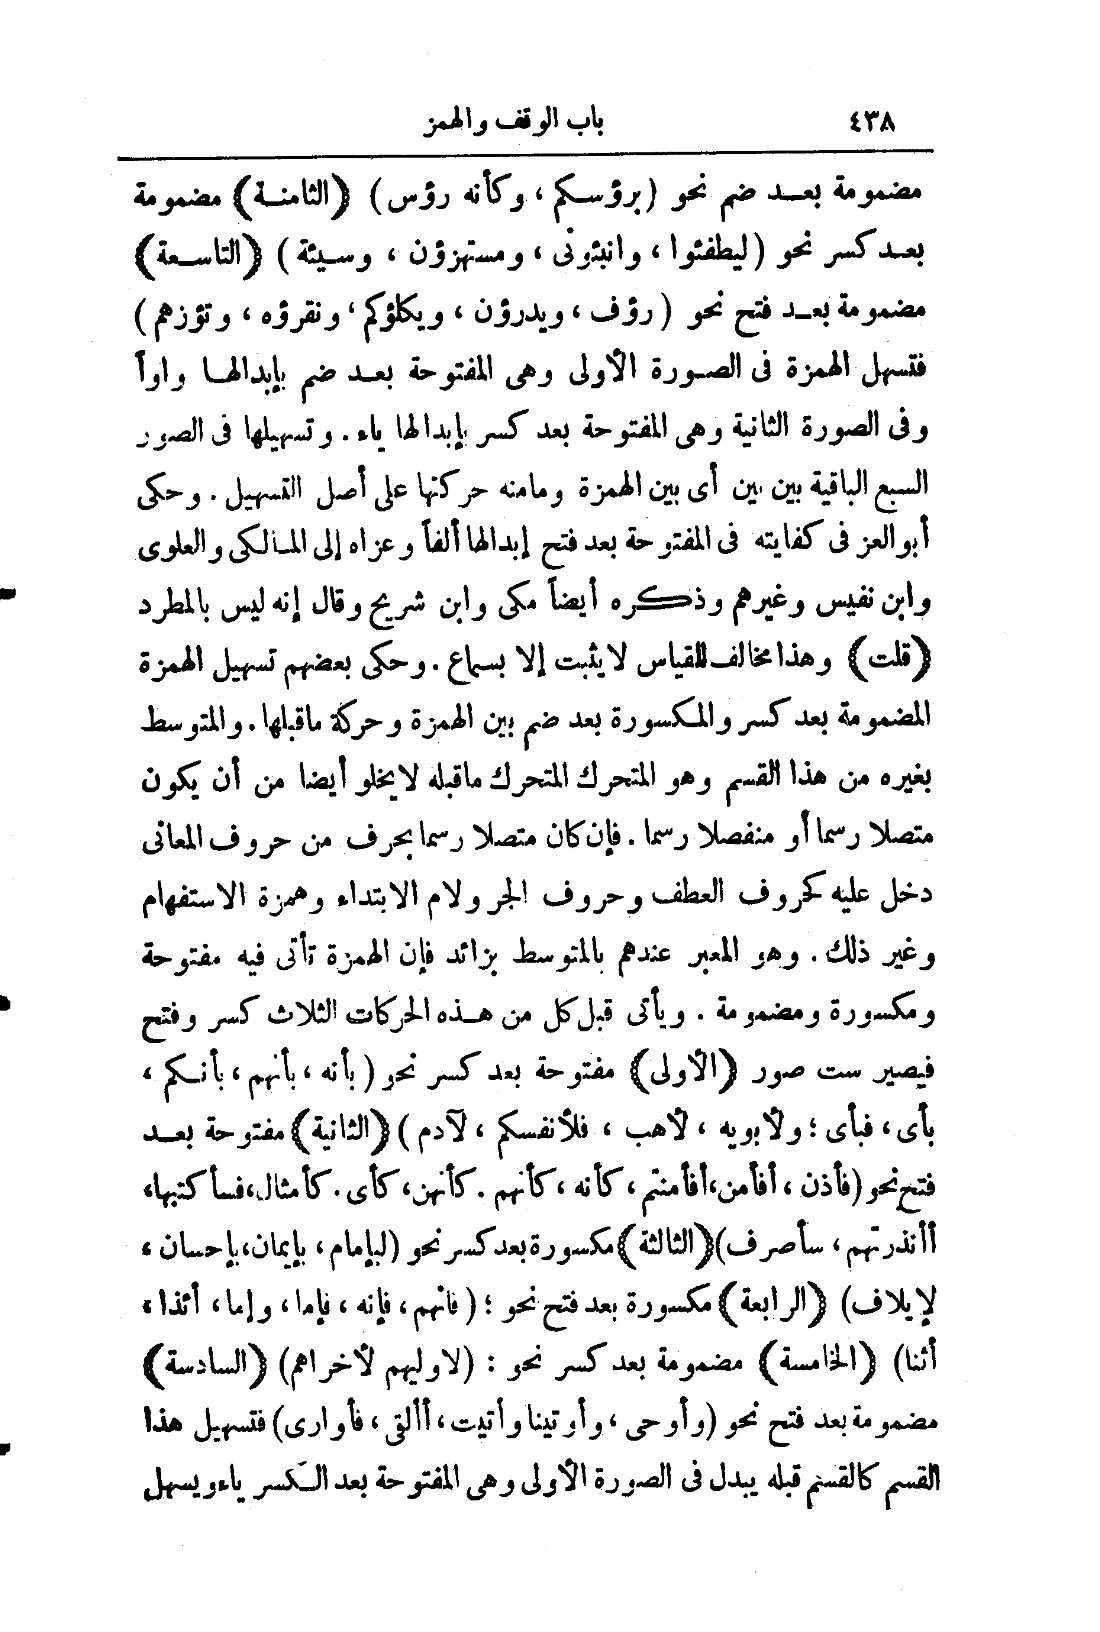 ٤٣٨
باب الوقف والهمز
مضمومة بعد ضم نحو (برؤسكم ، وكأنه رؤس) (الثامنة) مضمومة
بعد كسر نحو (ليطفئوا ، وانبئونى ، ومستهزؤن ، وسيئة) (التاسعة)
مضمومة بعد فتح نحو (رؤف ، ويدرؤن ، ويكلؤكم ، ونقرؤه ، وتؤزهم)
فتسهل الهمزة فى الصورة الأولى وهى المفتوحة بعد ضم بإبدالها واواً
وفى الصورة الثانية وهى المفتوحة بعد كسر بإبدالها ياء . وتسهيلها فى الصور
السبع الباقية بين بين أى بين الهمزة ومامنه حركتها على أصل التسهيل . وحكى
أبو العز فى كفايته فى المفتوحة بعد فتح إبدالها ألفاً وعزاه إلى المالكى والعلوى
وابن نفيس وغيرهم وذكره أيضاً مكى وابن شريح وقال إنه ليس بالمطرد
(قلت) وهذا مخالف للقياس لا يثبت إلا بسماع . وحكى بعضهم تسهيل الهمزة
المضمومة بعد كسر والمكسورة بعد ضم بين الهمزة وحركة ماقبلها . والمتوسط
بغيره من هذا القسم وهو المتحرك المتحرك ماقبله لايخلو أيضا من أن يكون
متصلا رسما أو منفصلا رسما . فإن كان متصلا رسما بحرف من حروف المعانى
دخل عليه كحروف العطف وحروف الجر ولام الابتداء وهمزة الاستفهام
وغير ذلك . وهو المعبر عندهم بالمتوسط بزائد فإن الهمزة تأتى فيه مفتوحة
ومكسورة ومضمومة . ويأتى قبل كل من هذه الحركات الثلاث كسر وفتح
فيصير ست صور (الأولى) مفتوحة بعد كسر نحو (بأنه ، بأنهم ، بأنكم ،
بأى ، فبأى ؛ ولأبويه ، لأهب ، فلأنفسكم ، لآدم) (الثانية) مفتوحة بعد
فتح نحو (فأذن ، أفأمن ، أفأمنتم ، كأنه ، كأنهم . كأنهن ، كأى . كأمثال ، فسأكتبها ،
أأنذرتهم ، سأصرف) (الثالثة) مكسورة بعد كسر نحو (لبإمام ، بإيمان ، بإحسان ،
لإيلاف) (الرابعة) مكسورة بعد فتح نحو ؛ (فانهم ، فإنه ، فإما ، وإما ، أئذا ،
أئنا) (الخامسة) مضمومة بعد كسر نحو : (لاوليهم لأخراهم) (السادسة)
مضمومة بعد فتح نحو (وأوحى ، وأوتينا وأتيت ، أألقى ، فأوارى) فتسهيل هذا
القسم كالقسم قبله يبدل فى الصورة الأولى وهى المفتوحة بعد الكسر ياء ويسهل